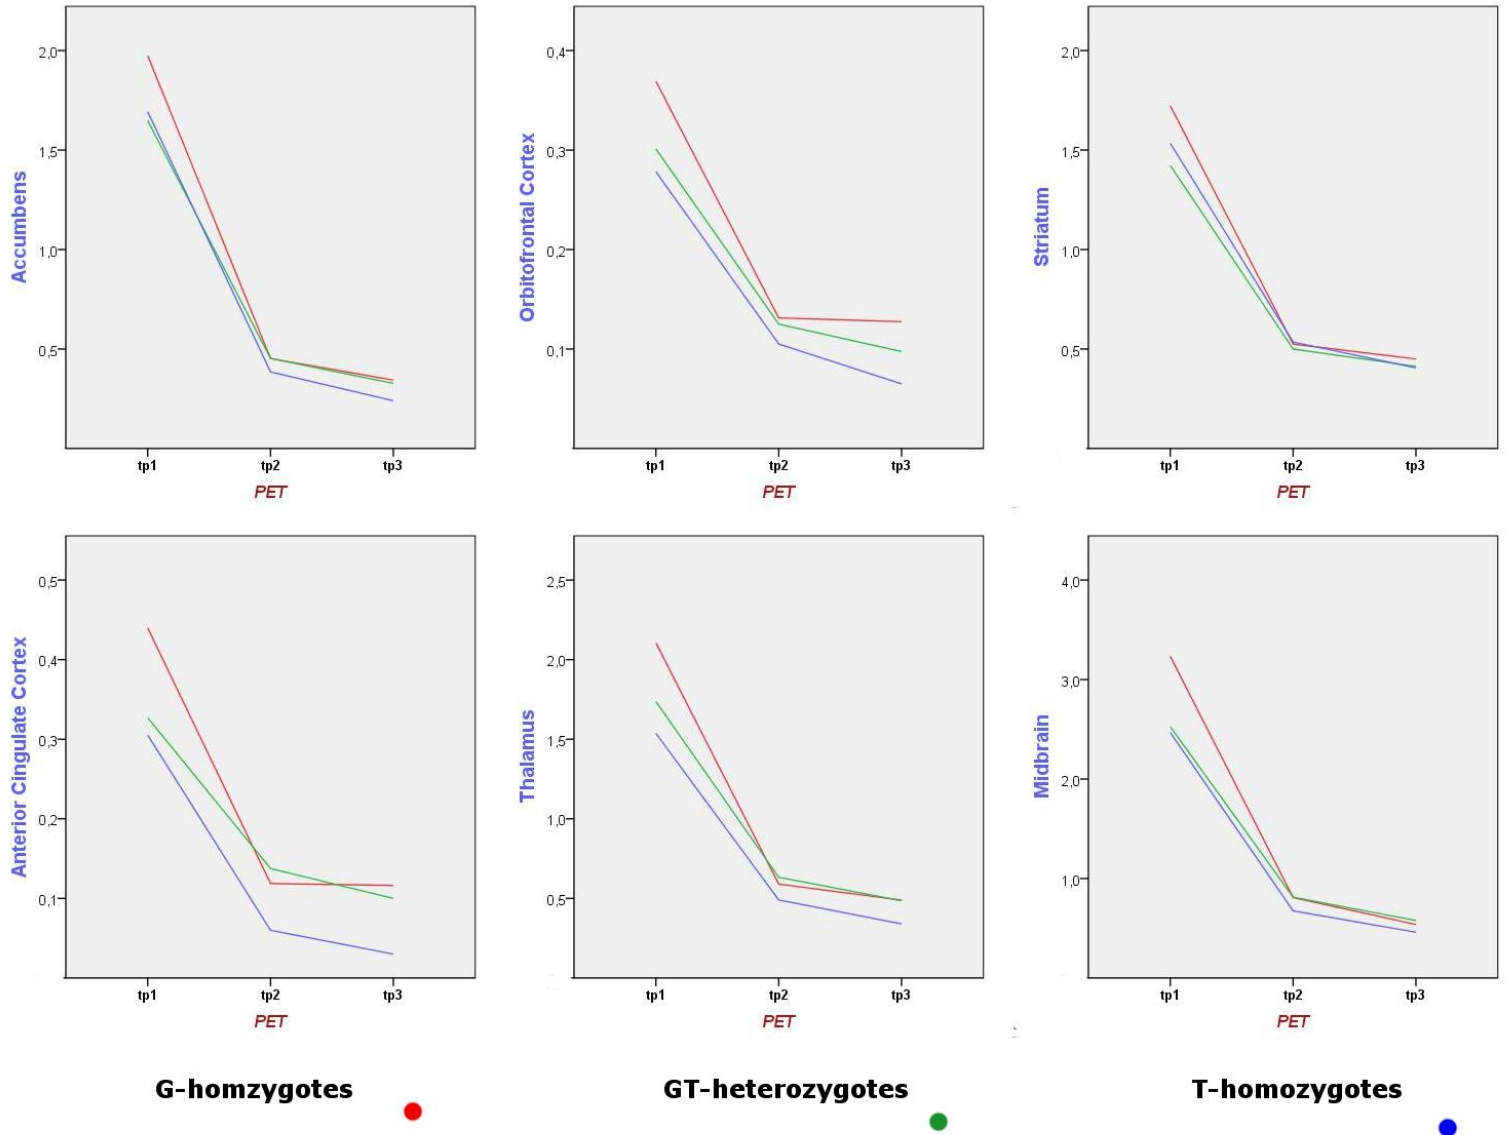 2,0
1,5
1,0
0,5
Accumbens
tp1 tp2 tp3
PET
0,4
0,3
0,2
0,1
Orbitofrontal Cortex
tp1 tp2 tp3
PET
2,0
1,5
1,0
0,5
Striatum
tp1 tp2 tp3
PET
0,5
0,4
0,3
0,2
0,1
Anterior Cingulate Cortex
tp1 tp2 tp3
PET
2,5
2,0
1,5
1,0
0,5
Thalamus
tp1 tp2 tp3
PET
4,0
3,0
2,0
1,0
Midbrain
tp1 tp2 tp3
PET
G-homzygotes
GT-heterozygotes
T-homozygotes